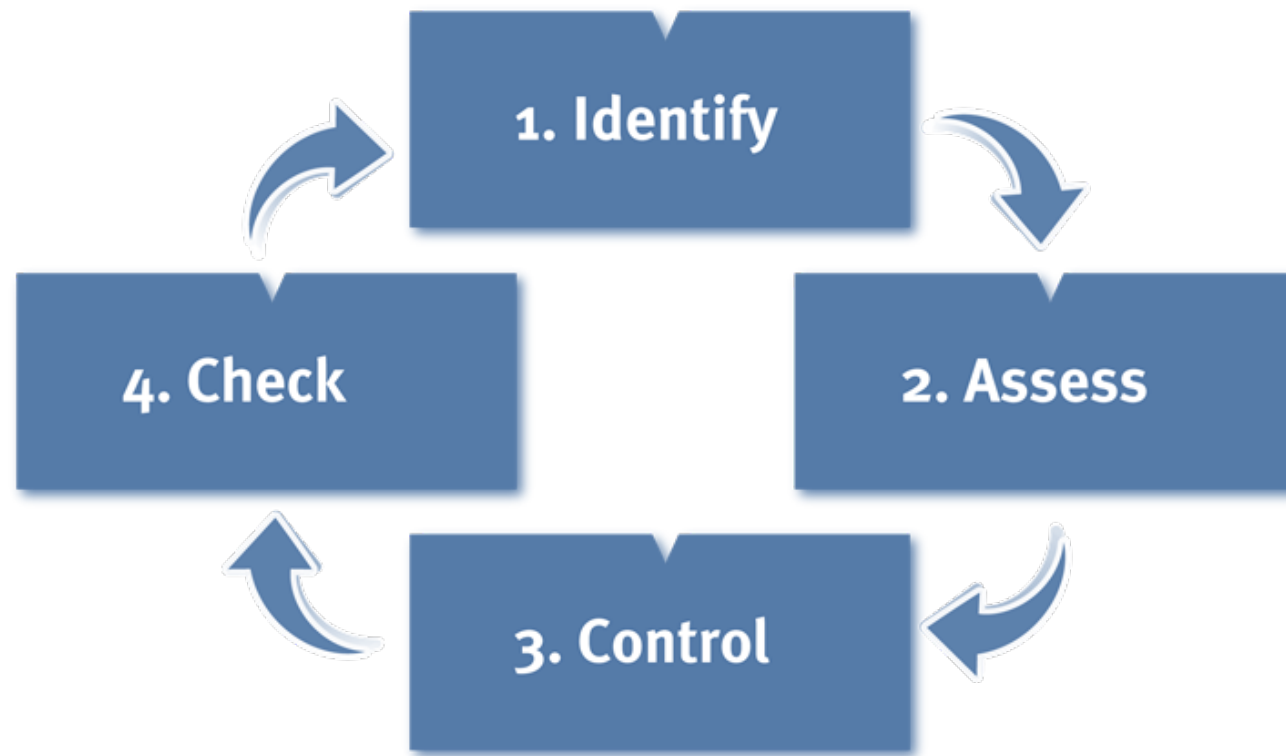 1. Identify
2. Assess
3. Control
4. Check